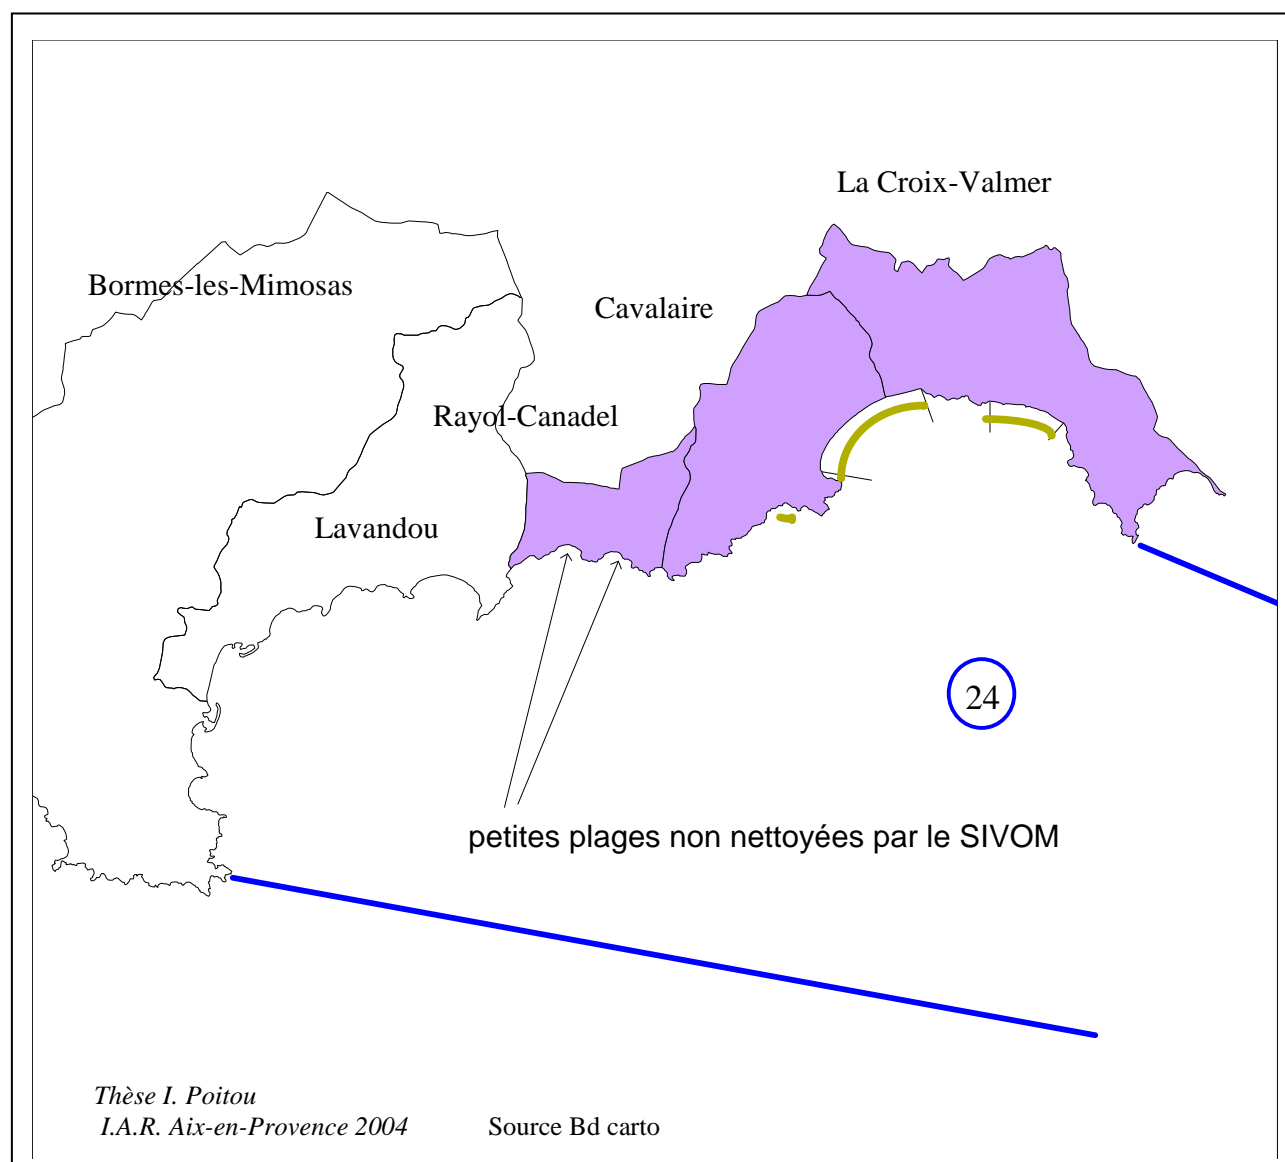 La Croix-Valmer
Bormes-les-Mimosas
Cavalaire
Rayol-Canadel
Lavandou
24
petites plages non nettoyées par le SIVOM
Thèse I. Poitou
I.A.R. Aix-en-Provence 2004 Source Bd carto